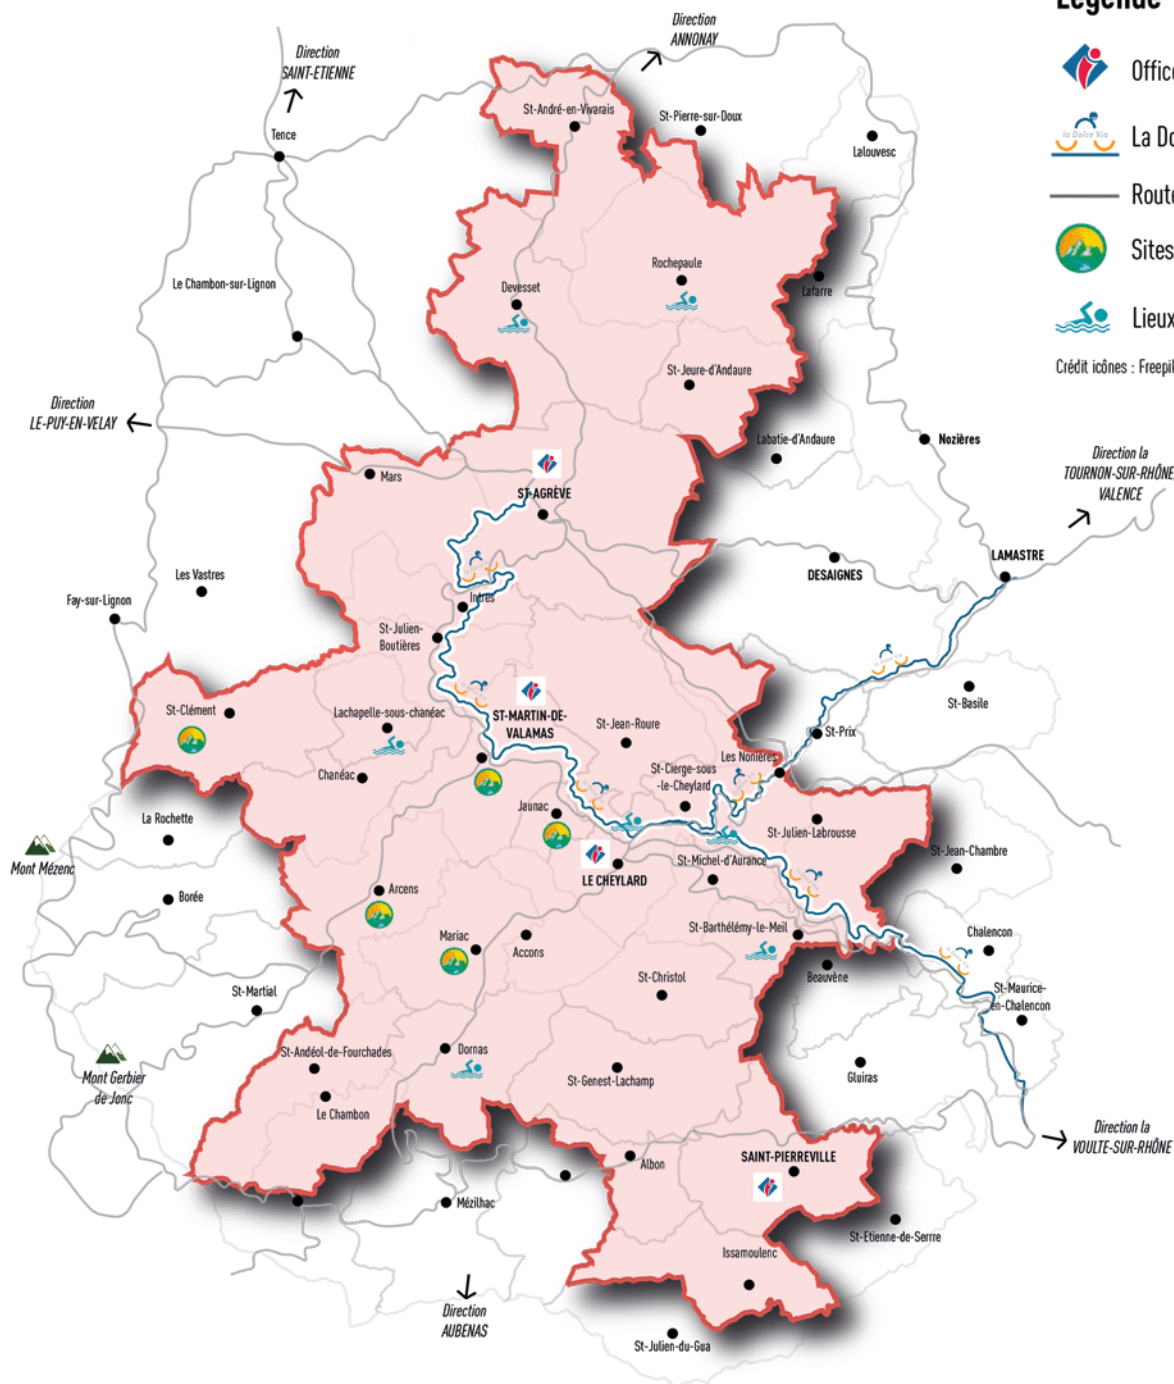 Légende
Direction
ANNONAY
Direction
SAINT-ETIENNE
Office
La Do
Route
Sites
Lieux
Crédit icônes : Freepik
St-André-en-Vivarais
St-Pierre-sur-Doux
Lalouvesc
Tence
Le Chambon-sur-Lignon
Devesset
Rochepaule
Lafarre
St-Jeure-d'Andaure
Direction
LE-PUY-EN-VELAY
Labatie-d'Andaure
Nozières
Mars
ST-AGRÈVE
Direction la
TOURNON-SUR-RHÔNE,
VALENCE
LAMASTRE
DESAIGNES
Les Vastres
Fay-sur-Lignon
Intres
St-Julien-
Boutières
la Dolce Via
St-Basile
St-Clément
Lachapelle-sous-chanéac
ST-MARTIN-DE-
VALAMAS
St-Jean-Roure
St-Prix
Chanéac
St-Cierge-sous
-le-Cheylard
Les Nonières
Jaunac
La Rochette
St-Julien-Labrousse
Mont Mézenc
St-Jean-Chambre
LE CHEYLARD
St-Michel-d'Aurance
Borée
Arcens
Mariac
Accons
St-Barthélémy-le-Meil
Chalencon
Beauvène
St-Martial
St-Christol
St-Maurice-
en-Chalencon
Mont Gerbier
de Jonc
St-Andéol-de-Fourchades
Dornas
Le Chambon
St-Genest-Lachamp
Gluiras
Direction la
VOULTE-SUR-RHÔNE
Albon
SAINT-PIERREVILLE
Mézilhac
St-Etienne-de-Serrre
Issamoulenc
Direction
AUBENAS
St-Julien-du-Gua